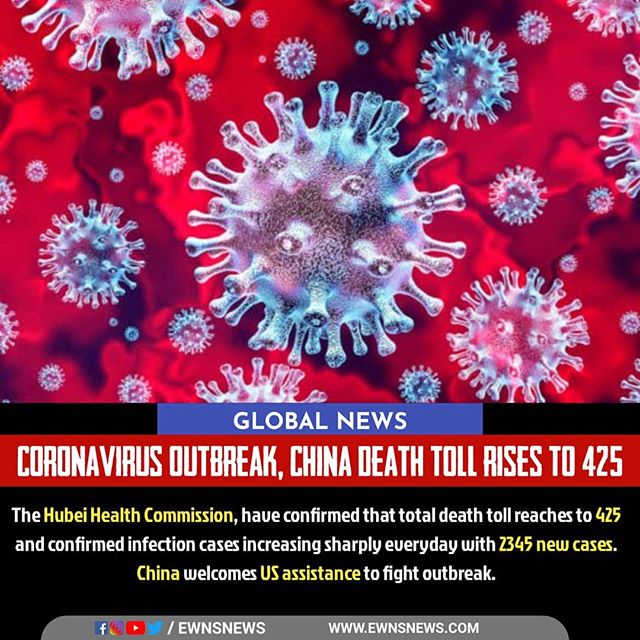 GLOBAL NEWS
CORONAVIRUS OUTBREAK, CHINA DEATH TOLL RISES TO 425
The Hubei Health Commission, have confirmed that total death toll reaches to 425
and confirmed infection cases increasing sharply everyday with 2345 new cases.
China welcomes US assistance to fight outbreak.
/ EWNSNEWS WWW.EWNSNEWS.COM